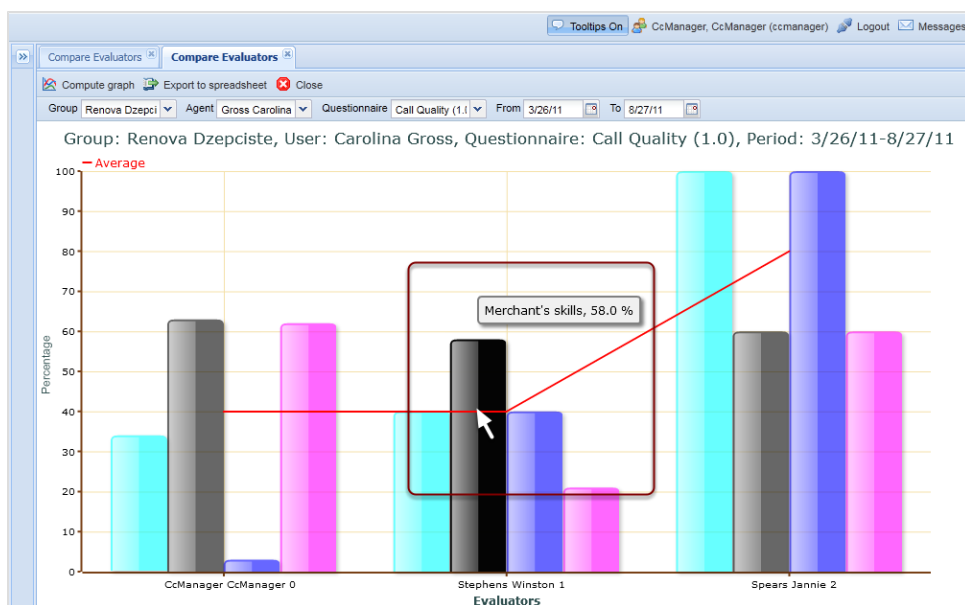 Tooltips On CcManager, CcManager (ccmanager) Logout Messages
Compare Evaluators Compare Evaluators
Compute graph Export to spreadsheet Close
Group Renova Dzepci Agent Gross Carolina Questionnaire Call Quality (1.( From 3/26/11 To 8/27/11
Group: Renova Dzepciste, User: Carolina Gross, Questionnaire: Call Quality (1.0), Period: 3/26/11-8/27/11
Average
100
90
80
70
Merchant's skills, 58.0 %
60
50
40
30
20
10
0
Percentage
CcManager CcManager 0 Stephens Winston 1 Spears Jannie 2
Evaluators